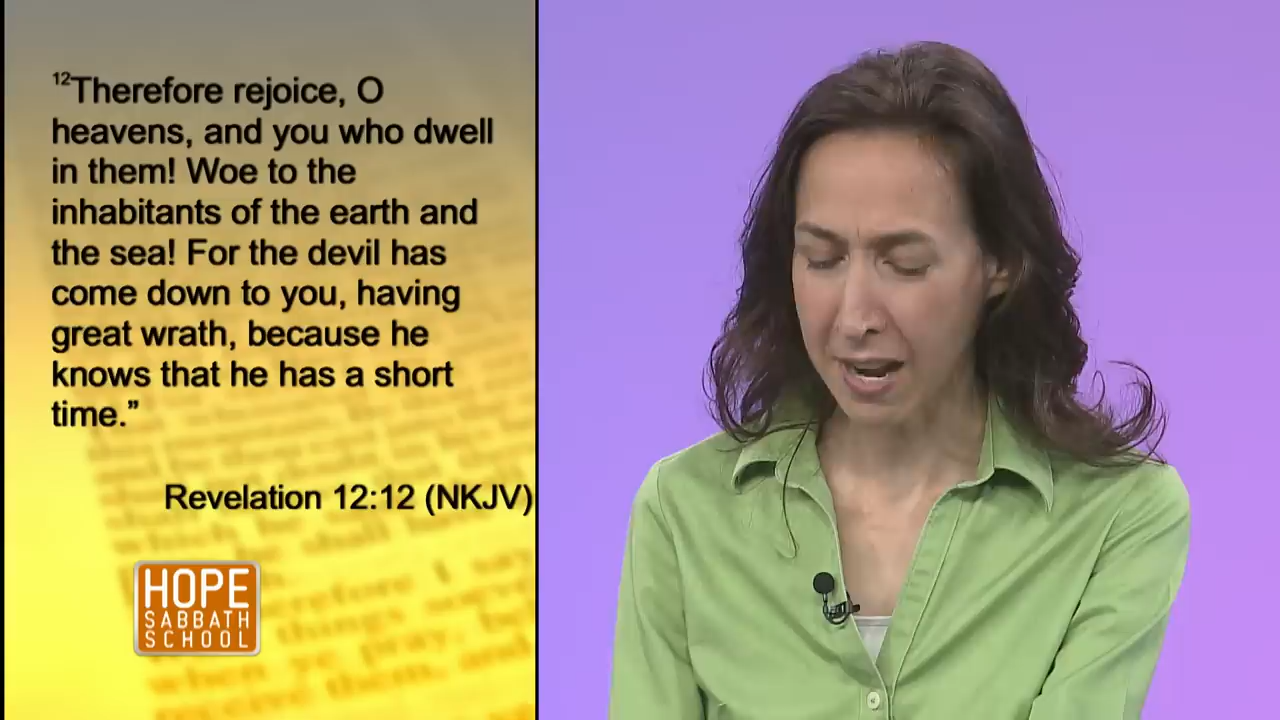 ¹²Therefore rejoice, O
heavens, and you who dwell
in them! Woe to the
inhabitants of the earth and
the sea! For the devil has
come down to you, having
great wrath, because he
knows that he has a short
time.”
Revelation 12:12 (NKJV)
HOPE
SABBATH
SCHOOL